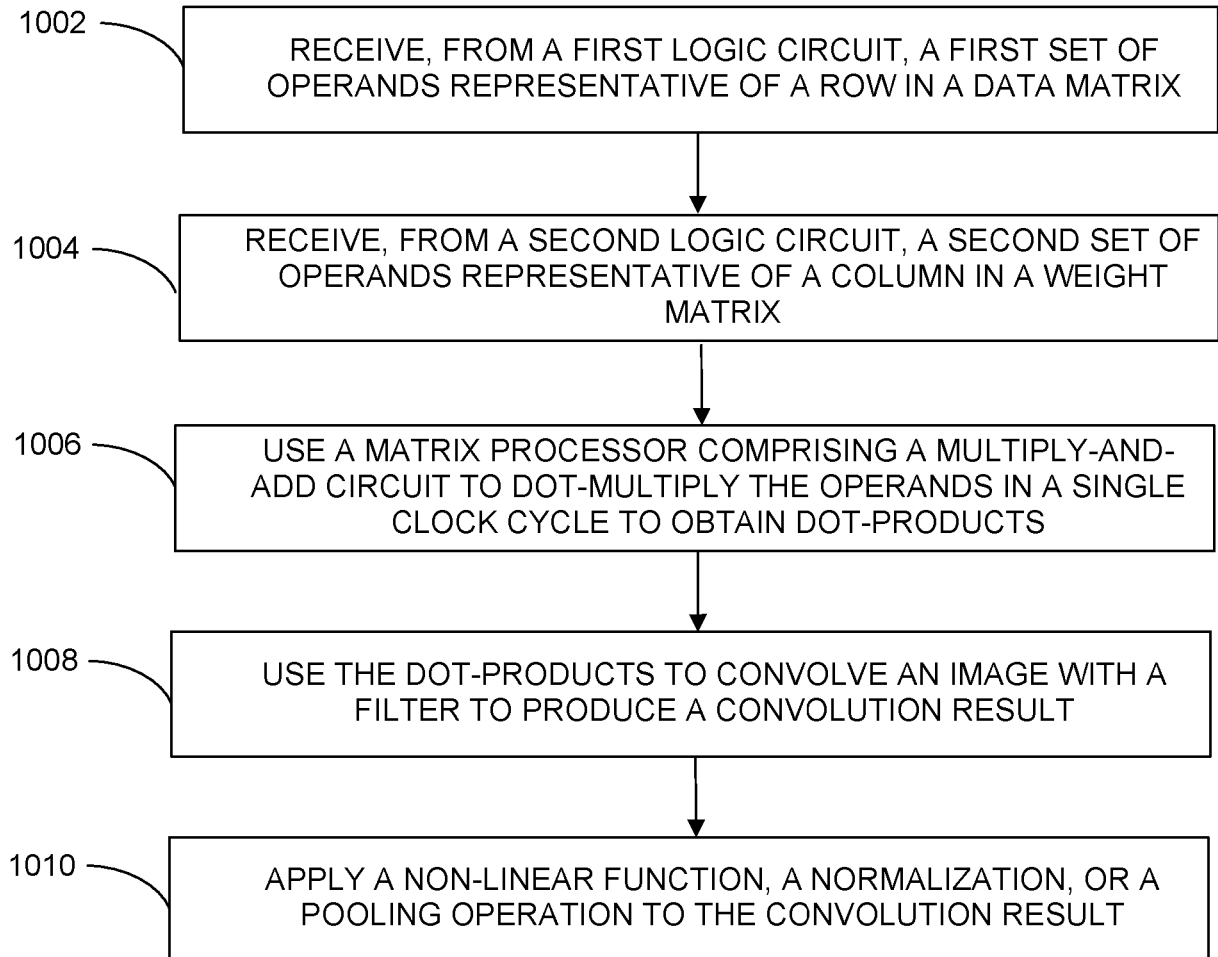 1002
RECEIVE, FROM A FIRST LOGIC CIRCUIT, A FIRST SET OF
OPERANDS REPRESENTATIVE OF A ROW IN A DATA MATRIX
1004
RECEIVE, FROM A SECOND LOGIC CIRCUIT, A SECOND SET OF
OPERANDS REPRESENTATIVE OF A COLUMN IN A WEIGHT
MATRIX
1006
USE A MATRIX PROCESSOR COMPRISING A MULTIPLY-AND-
ADD CIRCUIT TO DOT-MULTIPLY THE OPERANDS IN A SINGLE
CLOCK CYCLE TO OBTAIN DOT-PRODUCTS
1008
USE THE DOT-PRODUCTS TO CONVOLVE AN IMAGE WITH A
FILTER TO PRODUCE A CONVOLUTION RESULT
1010
APPLY A NON-LINEAR FUNCTION, A NORMALIZATION, OR A
POOLING OPERATION TO THE CONVOLUTION RESULT